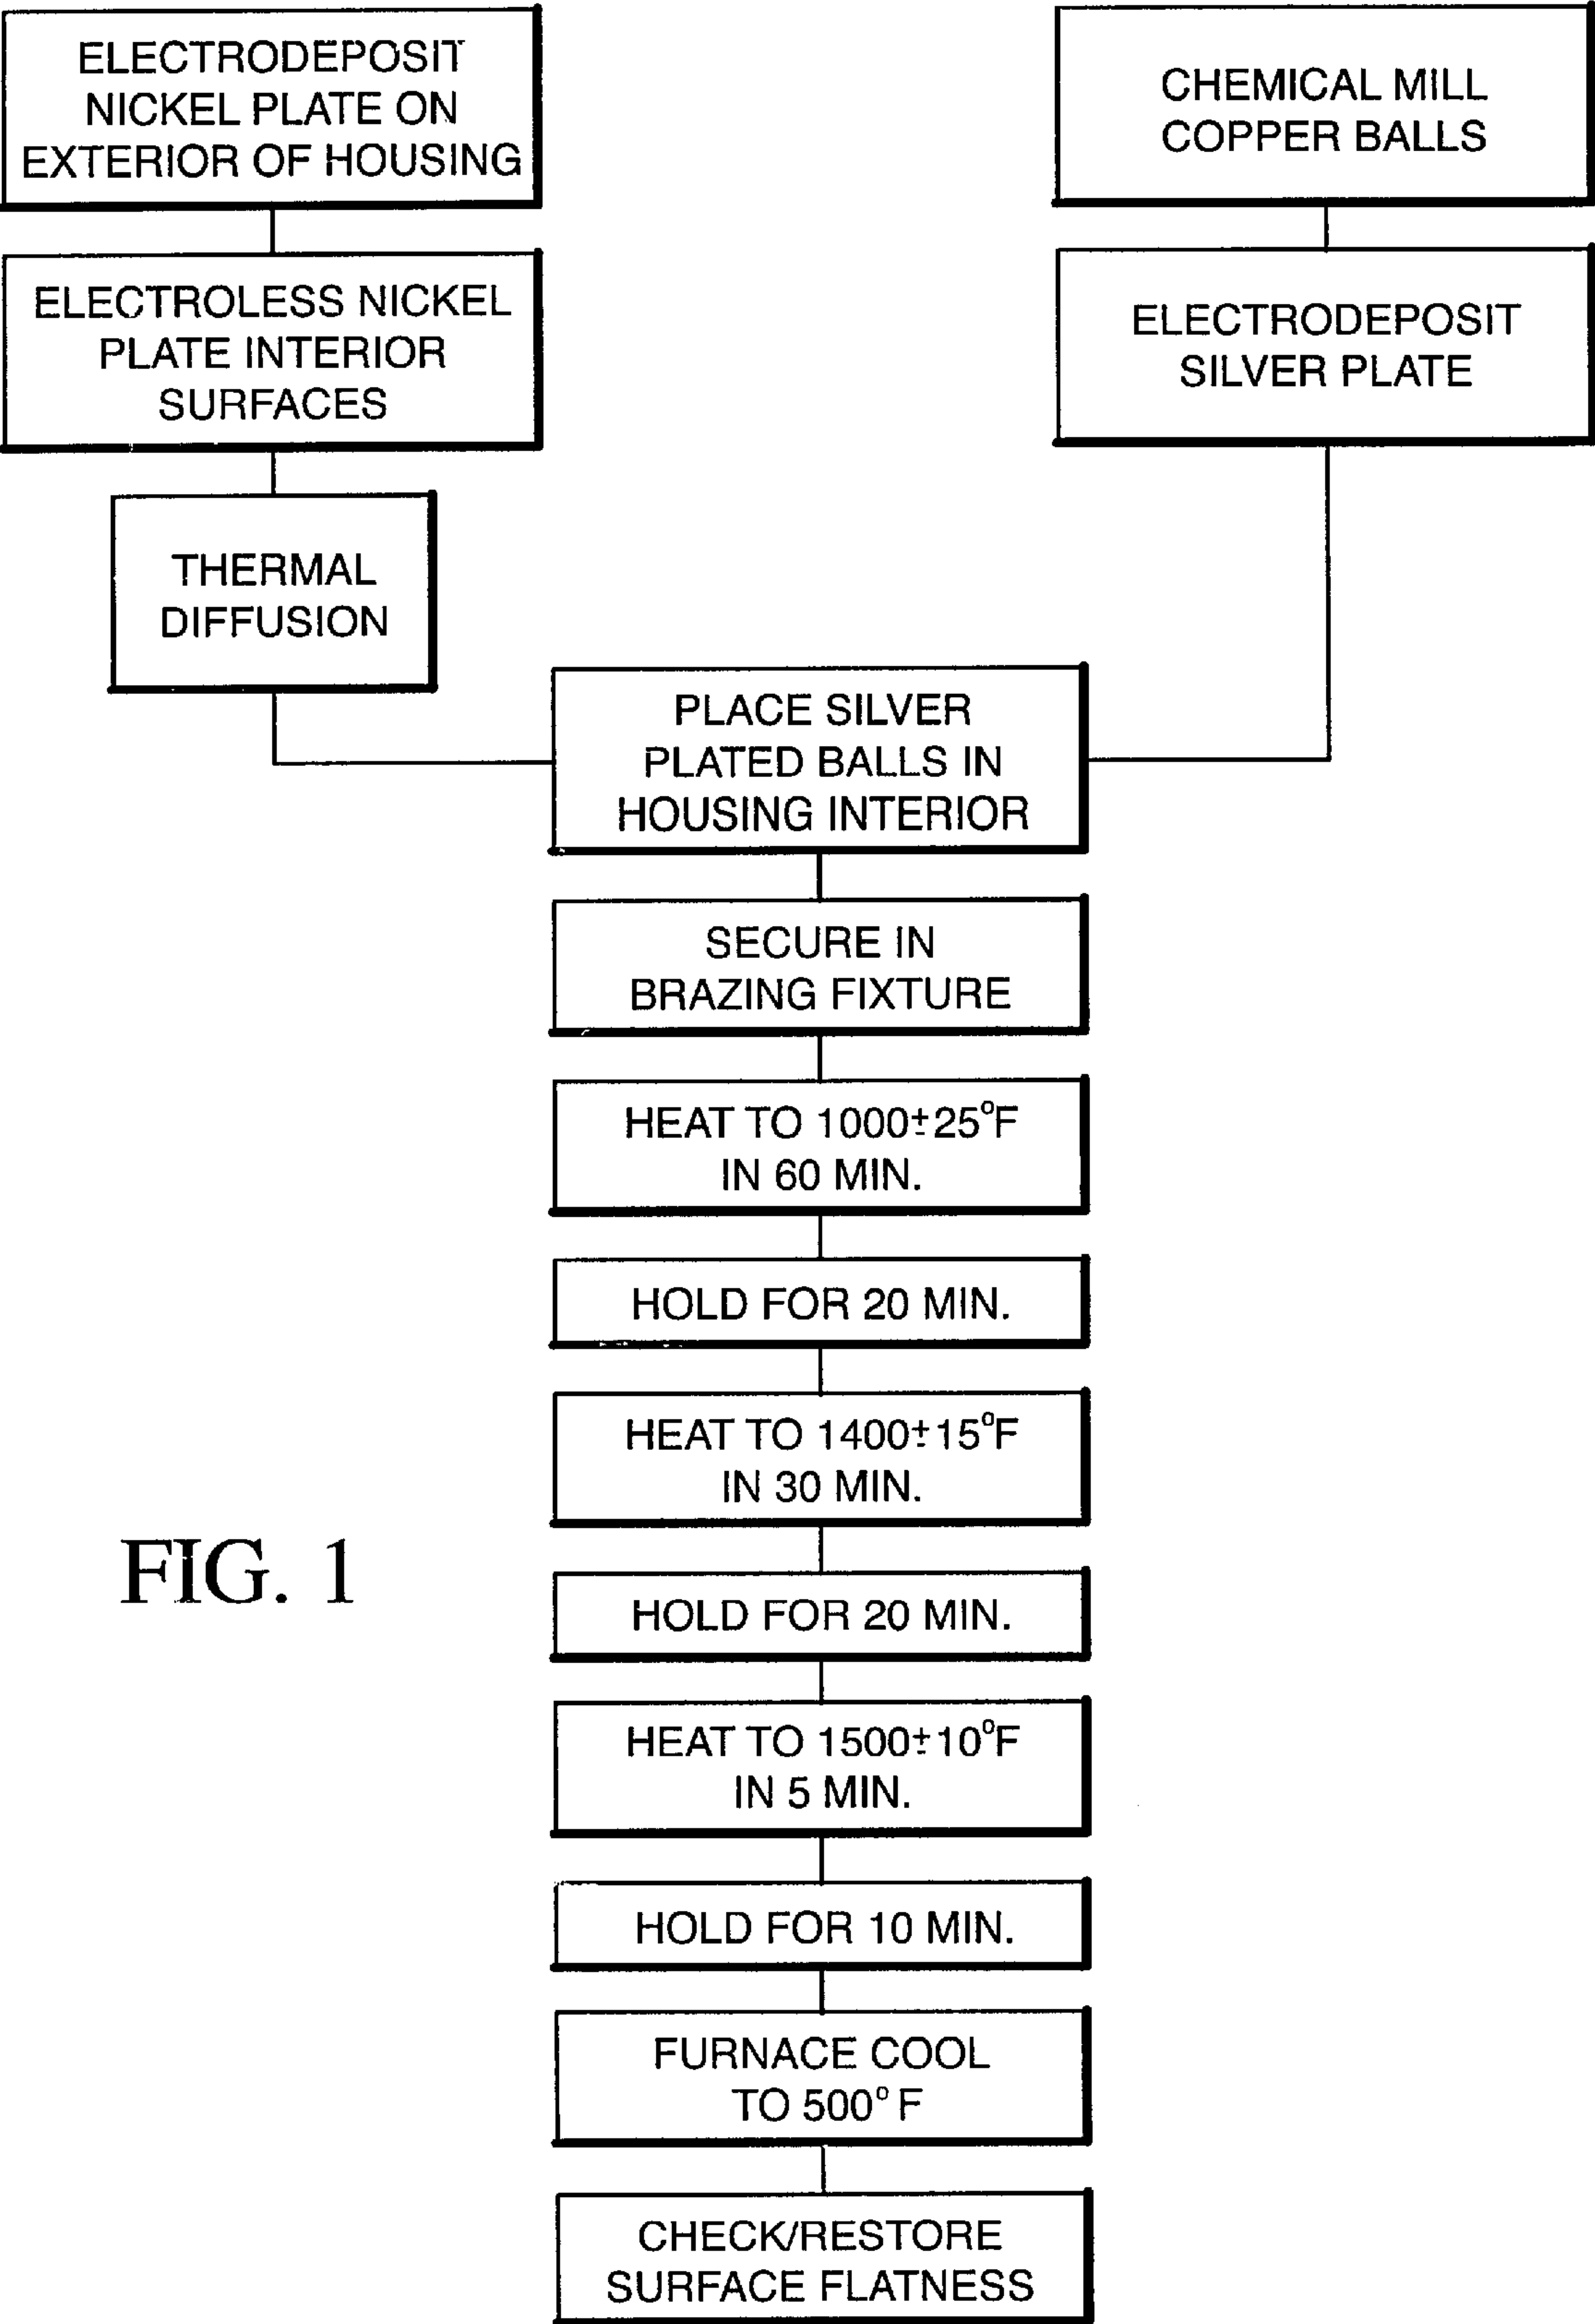 ELECTRODEPOSIT
NICKEL PLATE ON
EXTERIOR OF HOUSING
ELECTROLESS NICKEL
PLATE INTERIOR
SURFACES
THERMAL
DIFFUSION
CHEMICAL MILL
COPPER BALLS
ELECTRODEPOSIT
SILVER PLATE
PLACE SILVER
PLATED BALLS IN
HOUSING INTERIOR
SECURE IN
BRAZING FIXTURE
HEAT TO 1000±25°F
IN 60 MIN.
HOLD FOR 20 MIN.
HEAT TO 1400±15°F
IN 30 MIN.
HOLD FOR 20 MIN.
HEAT TO 1500±10°F
IN 5 MIN.
HOLD FOR 10 MIN.
FURNACE COOL
TO 500° F
CHECK/RESTORE
SURFACE FLATNESS
FIG. 1